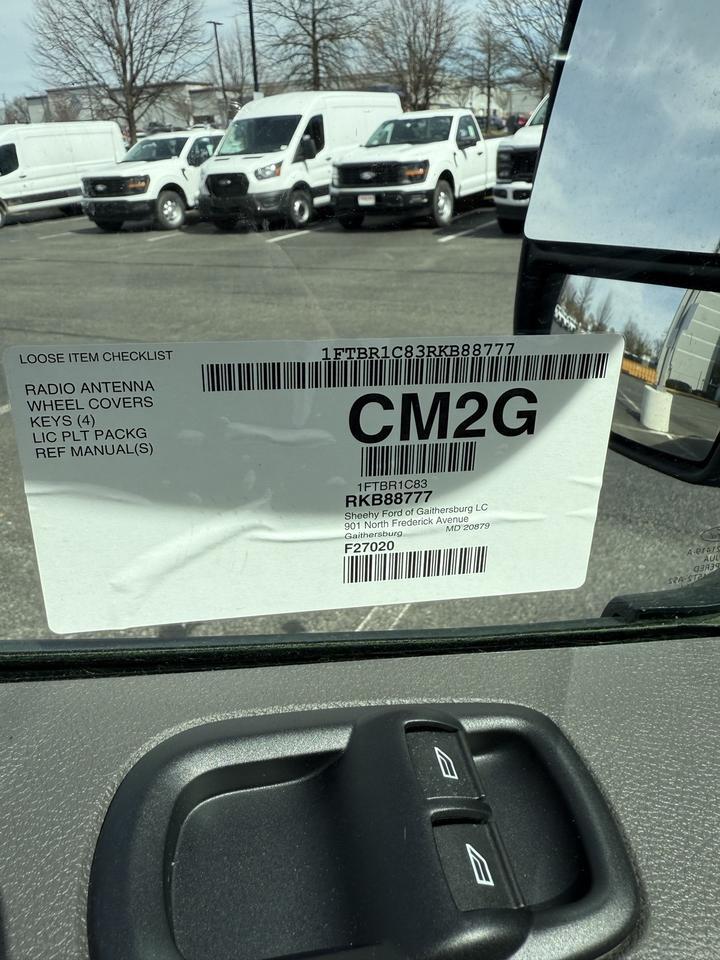 LOOSE ITEM CHECKLIST
1FTBR1C83RKB88777
RADIO ANTENNA
WHEEL COVERS
KEYS (4)
LIC PLT PACKG
REF MANUAL(S)
CM2G
1FTBR1C83
RKB88777
Sheehy Ford of Gaithersburg LC
901 North Frederick Avenue
Gaithersburg MD 20879
F27020